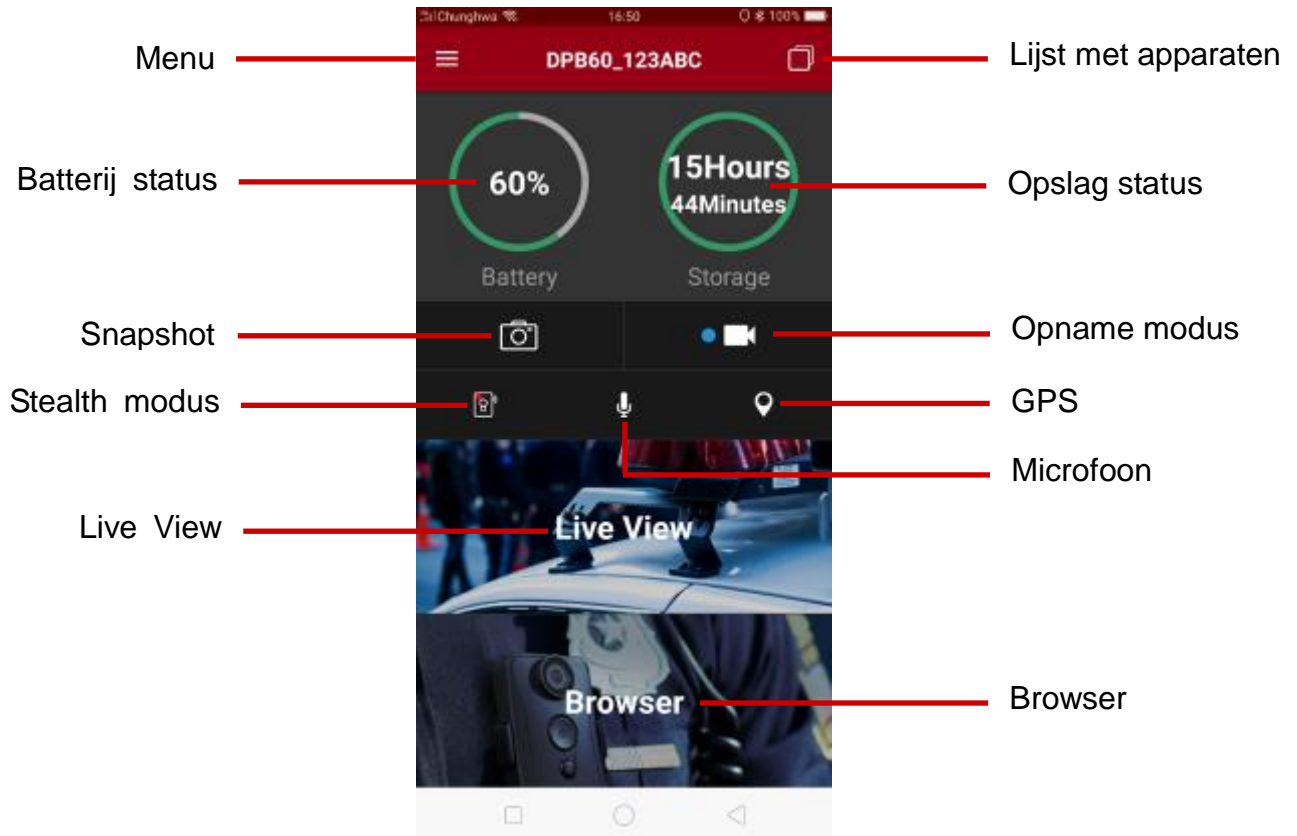 Chunghwa 16:50 100%
Menu
DPB60_123ABC
Lijst met apparaten
Batterij status
60%
15Hours
44Minutes
Opslag status
Battery
Storage
Snapshot
Opname modus
Stealth modus
GPS
Microfoon
Live View
Live View
Browser
Browser